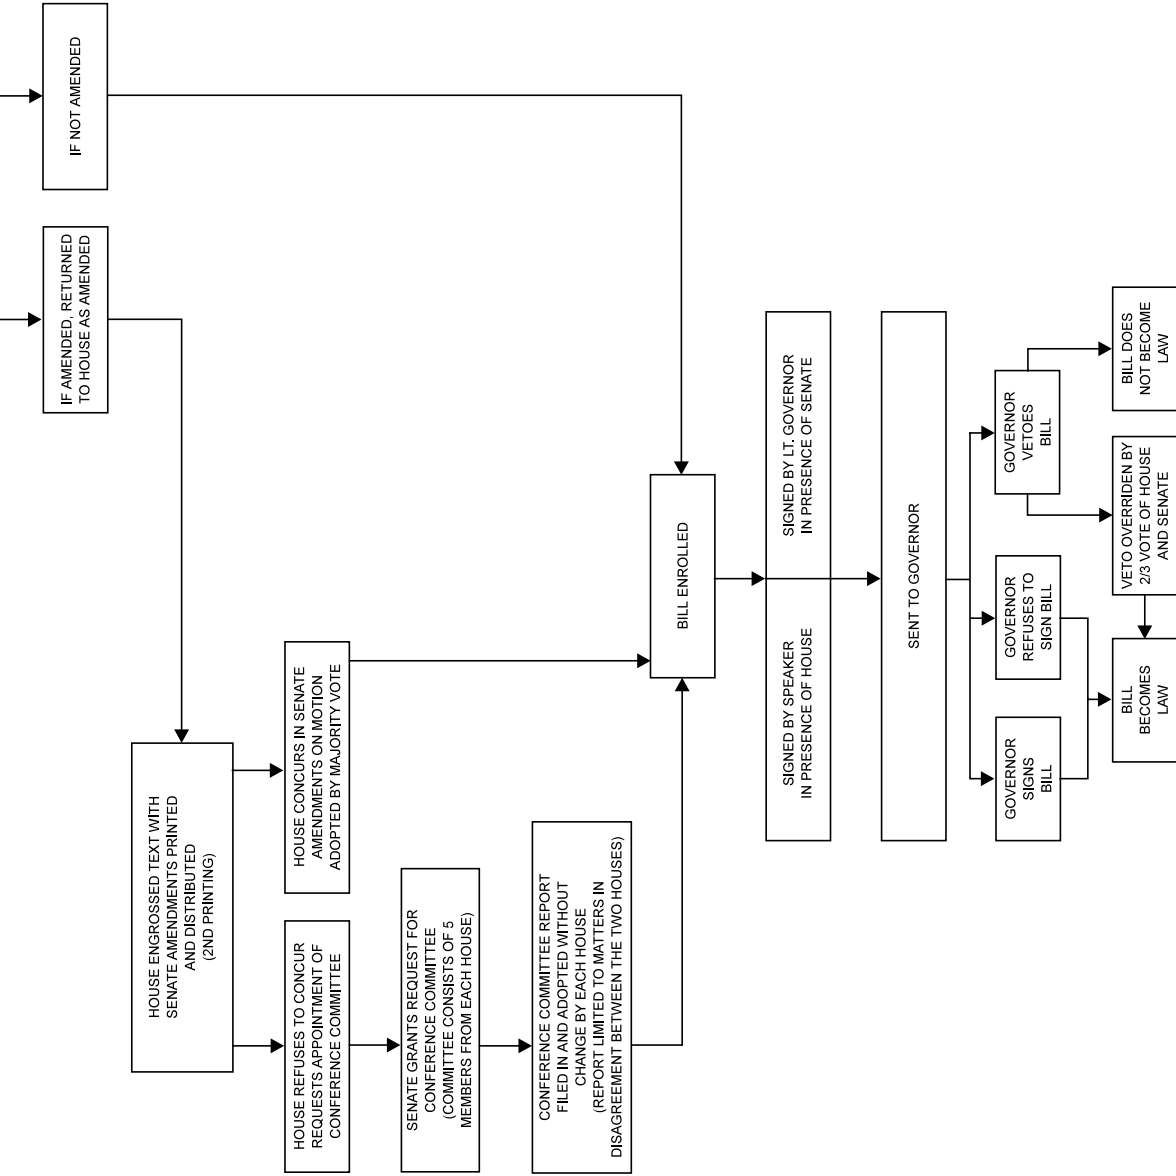 IF NOT AMENDED
IF AMENDED, RETURNED
TO HOUSE AS AMENDED
HOUSE ENGROSSED TEXT WITH
SENATE AMENDMENTS PRINTED
AND DISTRIBUTED
(2ND PRINTING)
HOUSE CONCURS IN SENATE
AMENDMENTS ON MOTION
ADOPTED BY MAJORITY VOTE
HOUSE REFUSES TO CONCUR
REQUESTS APPOINTMENT OF
CONFERENCE COMMITTEE
SENATE GRANTS REQUEST FOR
CONFERENCE COMMITTEE
(COMMITTEE CONSISTS OF 5
MEMBERS FROM EACH HOUSE)
CONFERENCE COMMITTEE REPORT
FILED IN AND ADOPTED WITHOUT
CHANGE BY EACH HOUSE
(REPORT LIMITED TO MATTERS IN
DISAGREEMENT BETWEEN THE TWO HOUSES)
BILL ENROLLED
SIGNED BY SPEAKER
IN PRESENCE OF HOUSE
SIGNED BY LT. GOVERNOR
IN PRESENCE OF SENATE
SENT TO GOVERNOR
GOVERNOR
SIGNS
BILL
GOVERNOR
REFUSES TO
SIGN BILL
GOVERNOR
VETOES
BILL
BILL
BECOMES
LAW
VETO OVERRIDEN BY
2/3 VOTE OF HOUSE
AND SENATE
BILL DOES
NOT BECOME
LAW